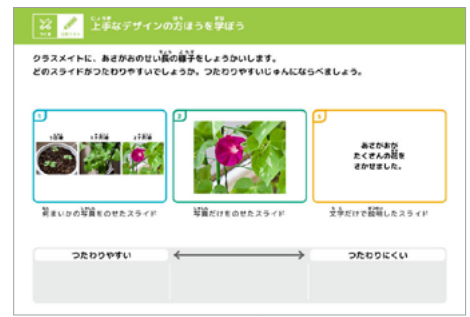 上手なデザインの方ほうを学ぼう
クラスメイトに、あさがおのせい長の様子をしょうかいします。
どのスライドがつたわりやすいでしょうか。つたわりやすいじゅんにならべましょう。
1
2
3
あさがおが
たくさんの花を
さかせました。
何まいかの写真をのせたスライド
写真だけをのせたスライド
文字だけで説明したスライド
つたわりやすい
つたわりにくい